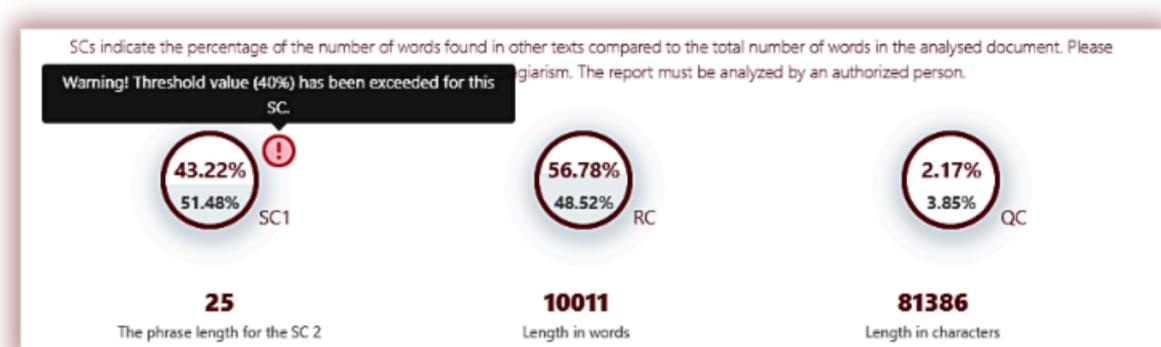 SCs indicate the percentage of the number of words found in other texts compared to the total number of words in the analysed document. Please
giarism. The report must be analyzed by an authorized person.
Warning! Threshold value (40%) has been exceeded for this
SC.
43.22%
51.48%
SC1
56.78%
48.52%
RC
2.17%
3.85%
QC
25
The phrase length for the SC 2
10011
Length in words
81386
Length in characters